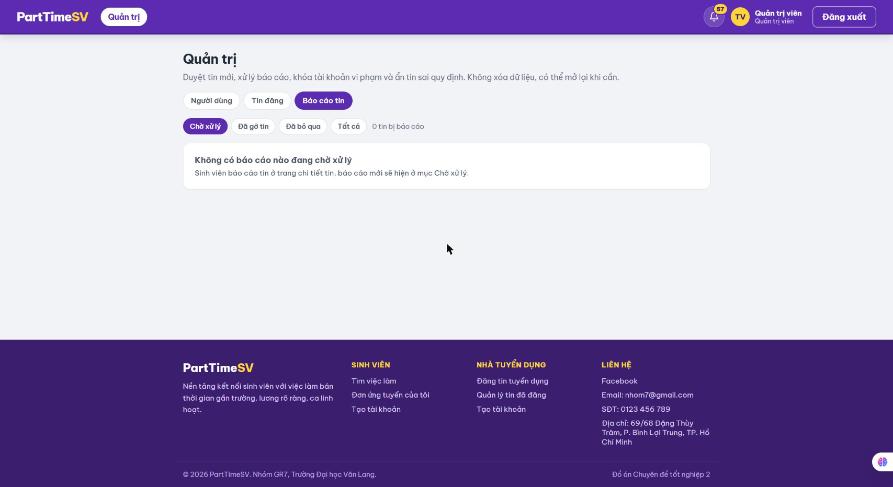 PartTimeSV
Quản trị
57
TV
Quản trị viên
Quản trị viên
Đăng xuất
Quản trị
Duyệt tin mới, xử lý báo cáo, khóa tài khoản vi phạm và ẩn tin sai quy định. Không xóa dữ liệu, có thể mở lại khi cần.
Người dùng
Tin đăng
Báo cáo tin
Chờ xử lý
Đã gỡ tin
Đã bỏ qua
Tất cả
0 tin bị báo cáo
Không có báo cáo nào đang chờ xử lý
Sinh viên báo cáo tin ở trang chi tiết tin, báo cáo mới sẽ hiện ở mục Chờ xử lý.
PartTimeSV
Nền tảng kết nối sinh viên với việc làm bán
thời gian gần trường, lương rõ ràng, ca linh
hoạt.
SINH VIÊN
Tìm việc làm
Đơn ứng tuyển của tôi
Tạo tài khoản
NHÀ TUYỂN DỤNG
Đăng tin tuyển dụng
Quản lý tin đã đăng
Tạo tài khoản
LIÊN HỆ
Facebook
Email: nhom7@gmail.com
SĐT: 0123 456 789
Địa chỉ: 69/68 Đặng Thùy
Trâm, P. Bình Lợi Trung, TP. Hồ
Chí Minh
© 2026 PartTimeSV. Nhóm GR7, Trường Đại học Văn Lang.
Đồ án Chuyên đề tốt nghiệp 2